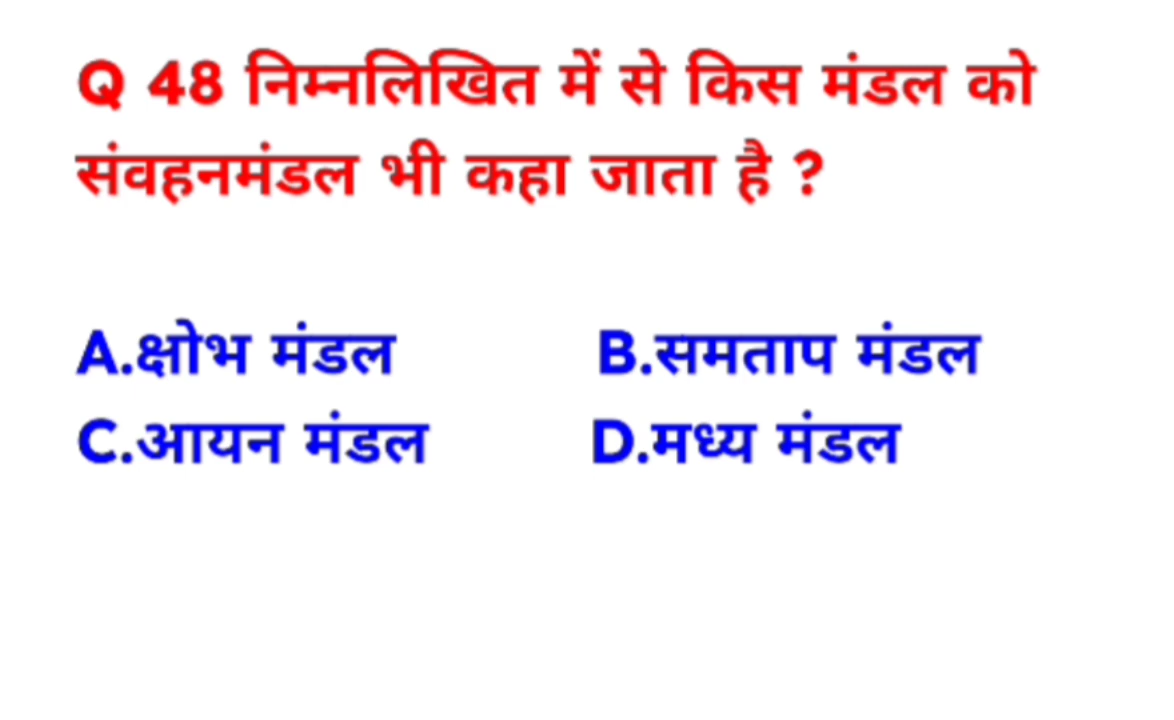 Q 48 निम्नलिखित में से किस मंडल को
संवहनमंडल भी कहा जाता है ?
A.क्षोभ मंडल B.समताप मंडल
C.आयन मंडल D.मध्य मंडल